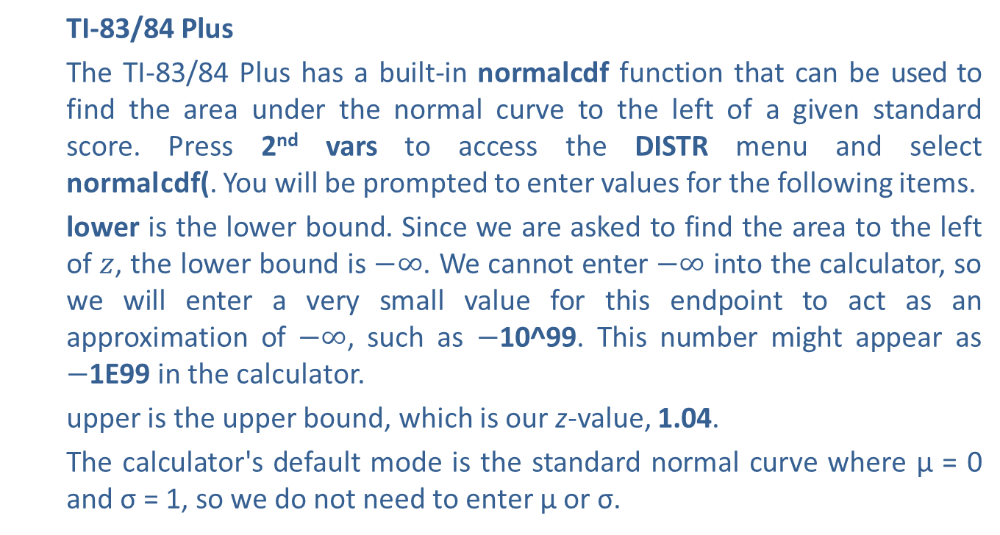 TI-83/84 Plus
The TI-83/84 Plus has a built-in normalcdf function that can be used to
find the area under the normal curve to the left of a given standard
score. Press 2nd vars to access the DISTR menu and select
normalcdf(. You will be prompted to enter values for the following items.
lower is the lower bound. Since we are asked to find the area to the left
of z, the lower bound is −∞. We cannot enter −∞ into the calculator, so
we will enter a very small value for this endpoint to act as an
approximation of −∞, such as −10^99. This number might appear as
−1E99 in the calculator.
upper is the upper bound, which is our z-value, 1.04.
The calculator's default mode is the standard normal curve where μ = 0
and σ = 1, so we do not need to enter μ or σ.